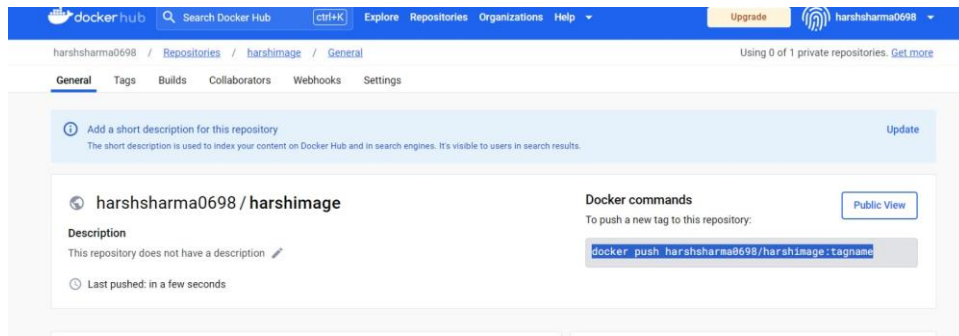 dockerhub Search Docker Hub ctrl+K Explore Repositories Organizations Help Upgrade harshsharma0698
harshsharma0698 / Repositories / harshimage / General Using 0 of 1 private repositories. Get more
General Tags Builds Collaborators Webhooks Settings
Add a short description for this repository Update
The short description is used to index your content on Docker Hub and in search engines. It's visible to users in search results.
harshsharma0698 / harshimage
Description
This repository does not have a description
Last pushed: in a few seconds
Docker commands Public View
To push a new tag to this repository:
docker push harshsharma0698/harshimage:tagname